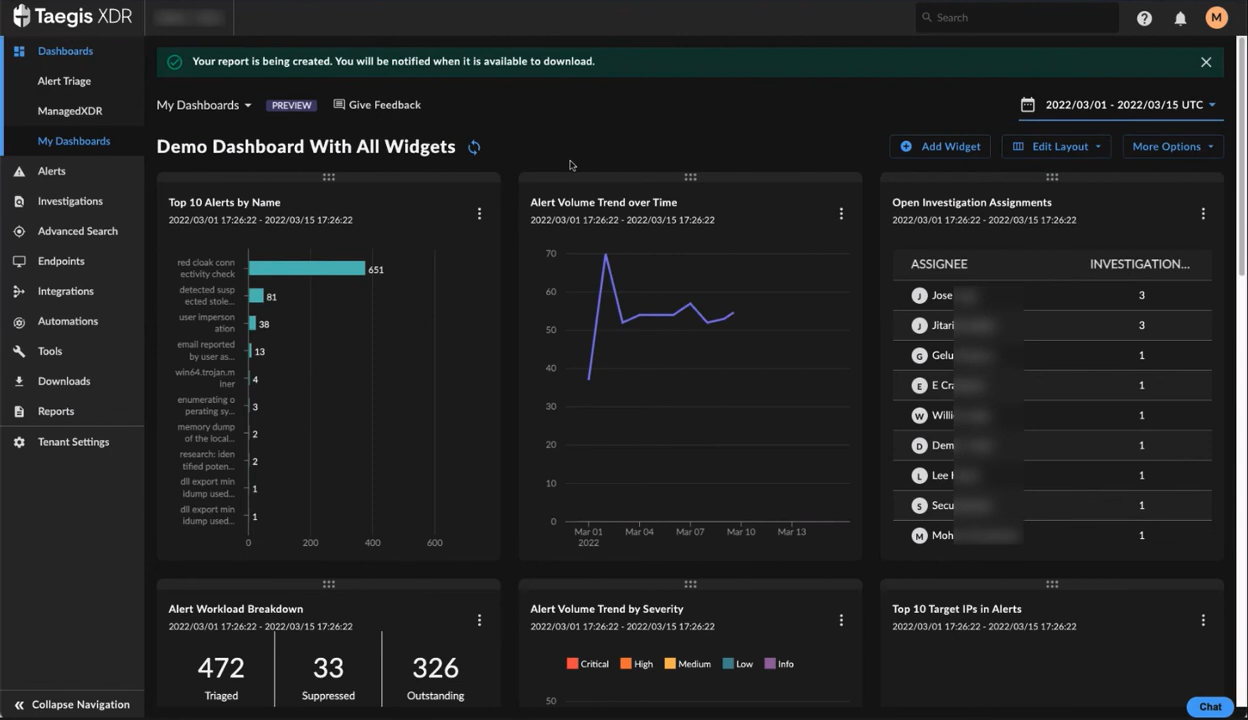 Taegis XDR
Search
M
Dashboards
Alert Triage
ManagedXDR
My Dashboards
Alerts
Investigations
Advanced Search
Endpoints
Integrations
Automations
Tools
Downloads
Reports
Tenant Settings
Collapse Navigation
Your report is being created. You will be notified when it is available to download.
My Dashboards
PREVIEW
Give Feedback
2022/03/01 - 2022/03/15 UTC
Demo Dashboard With All Widgets
Add Widget
Edit Layout
More Options
Top 10 Alerts by Name
2022/03/01 17:26:22 - 2022/03/15 17:26:22
red cloak conn
ectivity check
651
detected susp
ected stole...
81
user imperson
ation
38
email reported
by user as...
13
win64.trojan.m
iner
4
enumerating o
perating sy...
3
memory dump
of the local...
2
research: iden
tified poten...
2
dll export min
idump used...
1
dll export min
idump used...
1
0 200 400 600
Alert Volume Trend over Time
2022/03/01 17:26:22 - 2022/03/15 17:26:22
70
60
50
40
30
20
10
0
Mar 01 Mar 04 Mar 07 Mar 10 Mar 13
2022
Open Investigation Assignments
2022/03/01 17:26:22 - 2022/03/15 17:26:22
ASSIGNEE INVESTIGATION...
J Jose 3
J Jitari 3
G Gelu 1
E E Cra 1
W Willi 1
D Dem 1
L Lee 1
S Secu 1
M Moh 1
Alert Workload Breakdown
2022/03/01 17:26:22 - 2022/03/15 17:26:22
472 33 326
Triaged Suppressed Outstanding
Alert Volume Trend by Severity
2022/03/01 17:26:22 - 2022/03/15 17:26:22
Critical High Medium Low Info
50
Top 10 Target IPs in Alerts
2022/03/01 17:26:22 - 2022/03/15 17:26:22
Chat